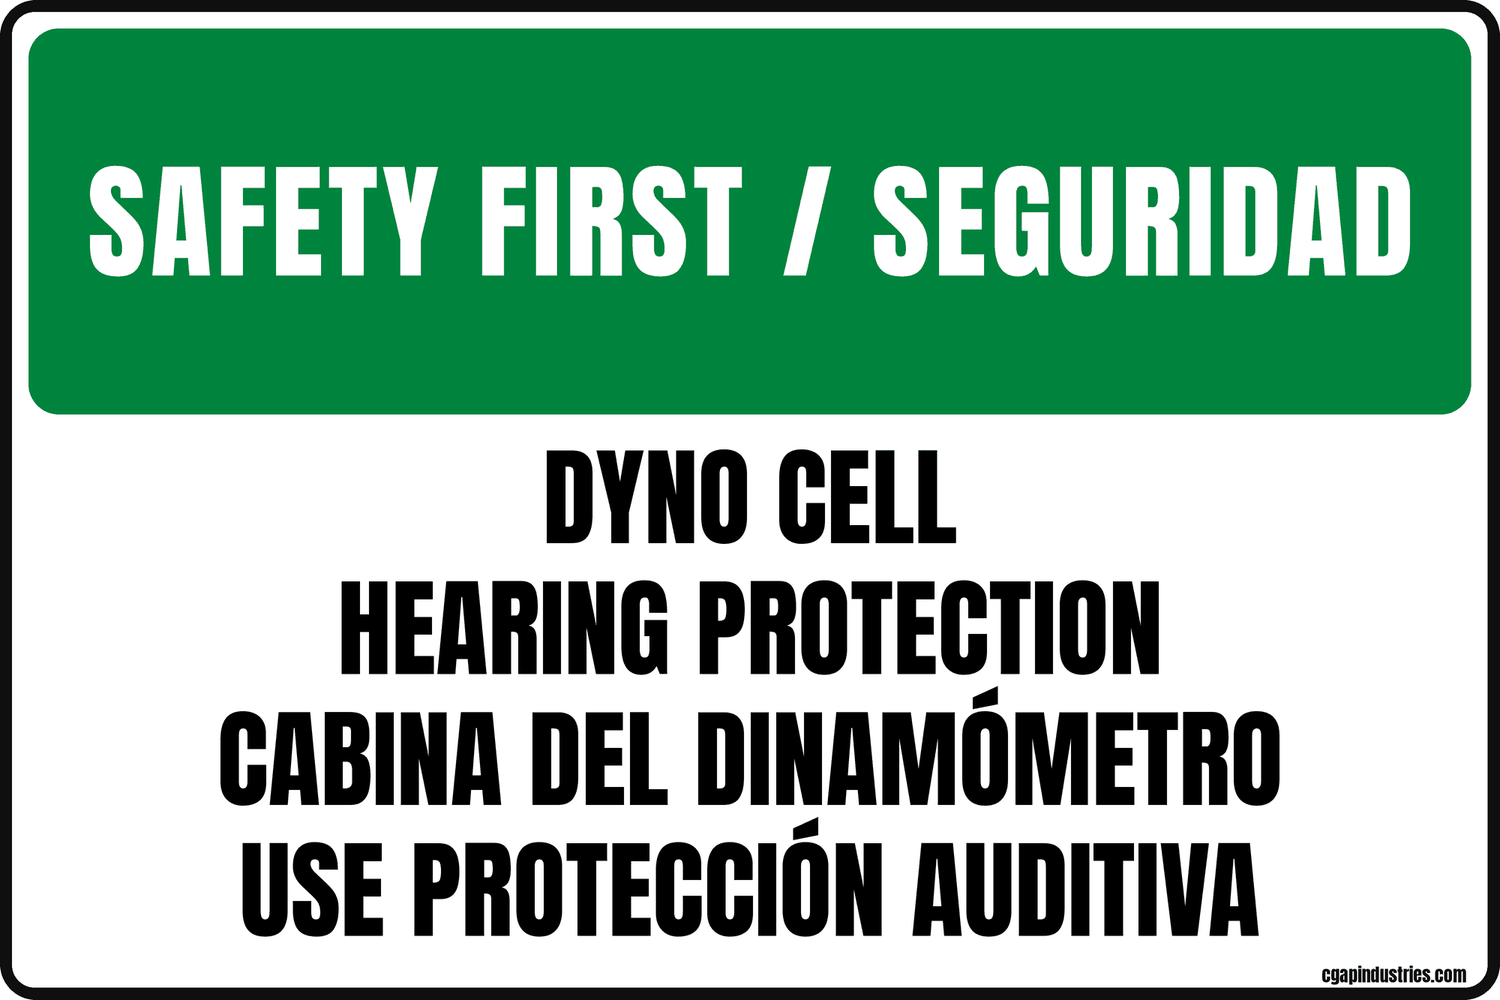 SAFETY FIRST / SEGURIDAD
DYNO CELL
HEARING PROTECTION
CABINA DEL DINAMÓMETRO
USE PROTECCIÓN AUDITIVA
cgapindustries.com